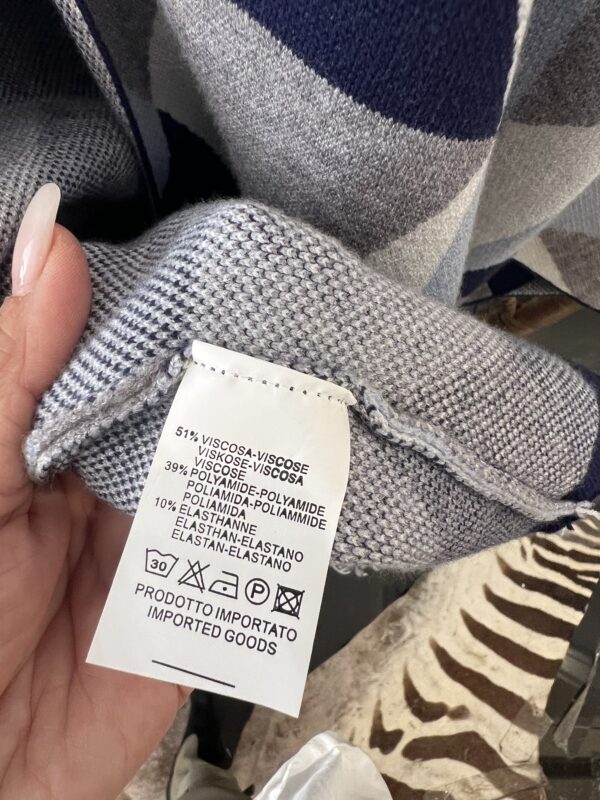 51% VISCOSA-VISCOSE
VISKOSE-VISCOSA
VISCOSE
39% POLYAMIDE-POLYAMIDE
POLIAMIDA-POLIAMMIDE
POLIAMIDA
10% ELASTHANNE
ELASTHAN-ELASTANO
ELASTAN-ELASTANO
30 P
PRODOTTO IMPORTATO
IMPORTED GOODS